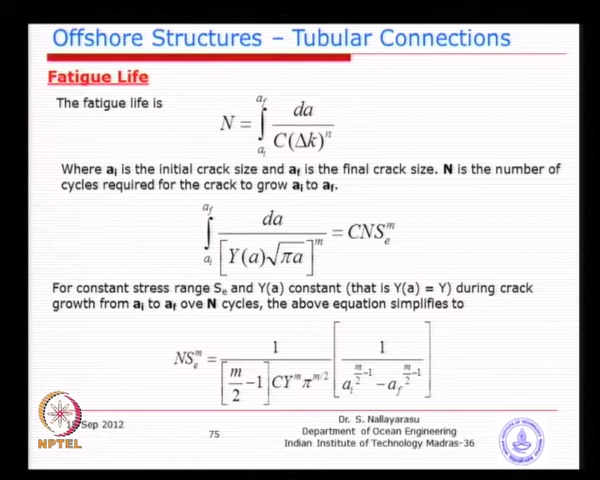 Offshore Structures – Tubular Connections
Fatigue Life
The fatigue life is
N = ∫_{a_i}^{a_f} da / C(Δk)^n
Where a_i is the initial crack size and a_f is the final crack size. N is the number of
cycles required for the crack to grow a_i to a_f.
∫_{a_i}^{a_f} da / [Y(a)√πa]^m = CNS_e^m
For constant stress range S_e and Y(a) constant (that is Y(a) = Y) during crack
growth from a_i to a_f ove N cycles, the above equation simplifies to
NS_e^m = 1 / ([m/2 −1] CY^m π^{m/2}) [1 / (a_i^{m/2 −1} − a_f^{m/2 −1})]
Sep 2012
NPTEL
75
Dr. S. Nallayarasu
Department of Ocean Engineering
Indian Institute of Technology Madras-36